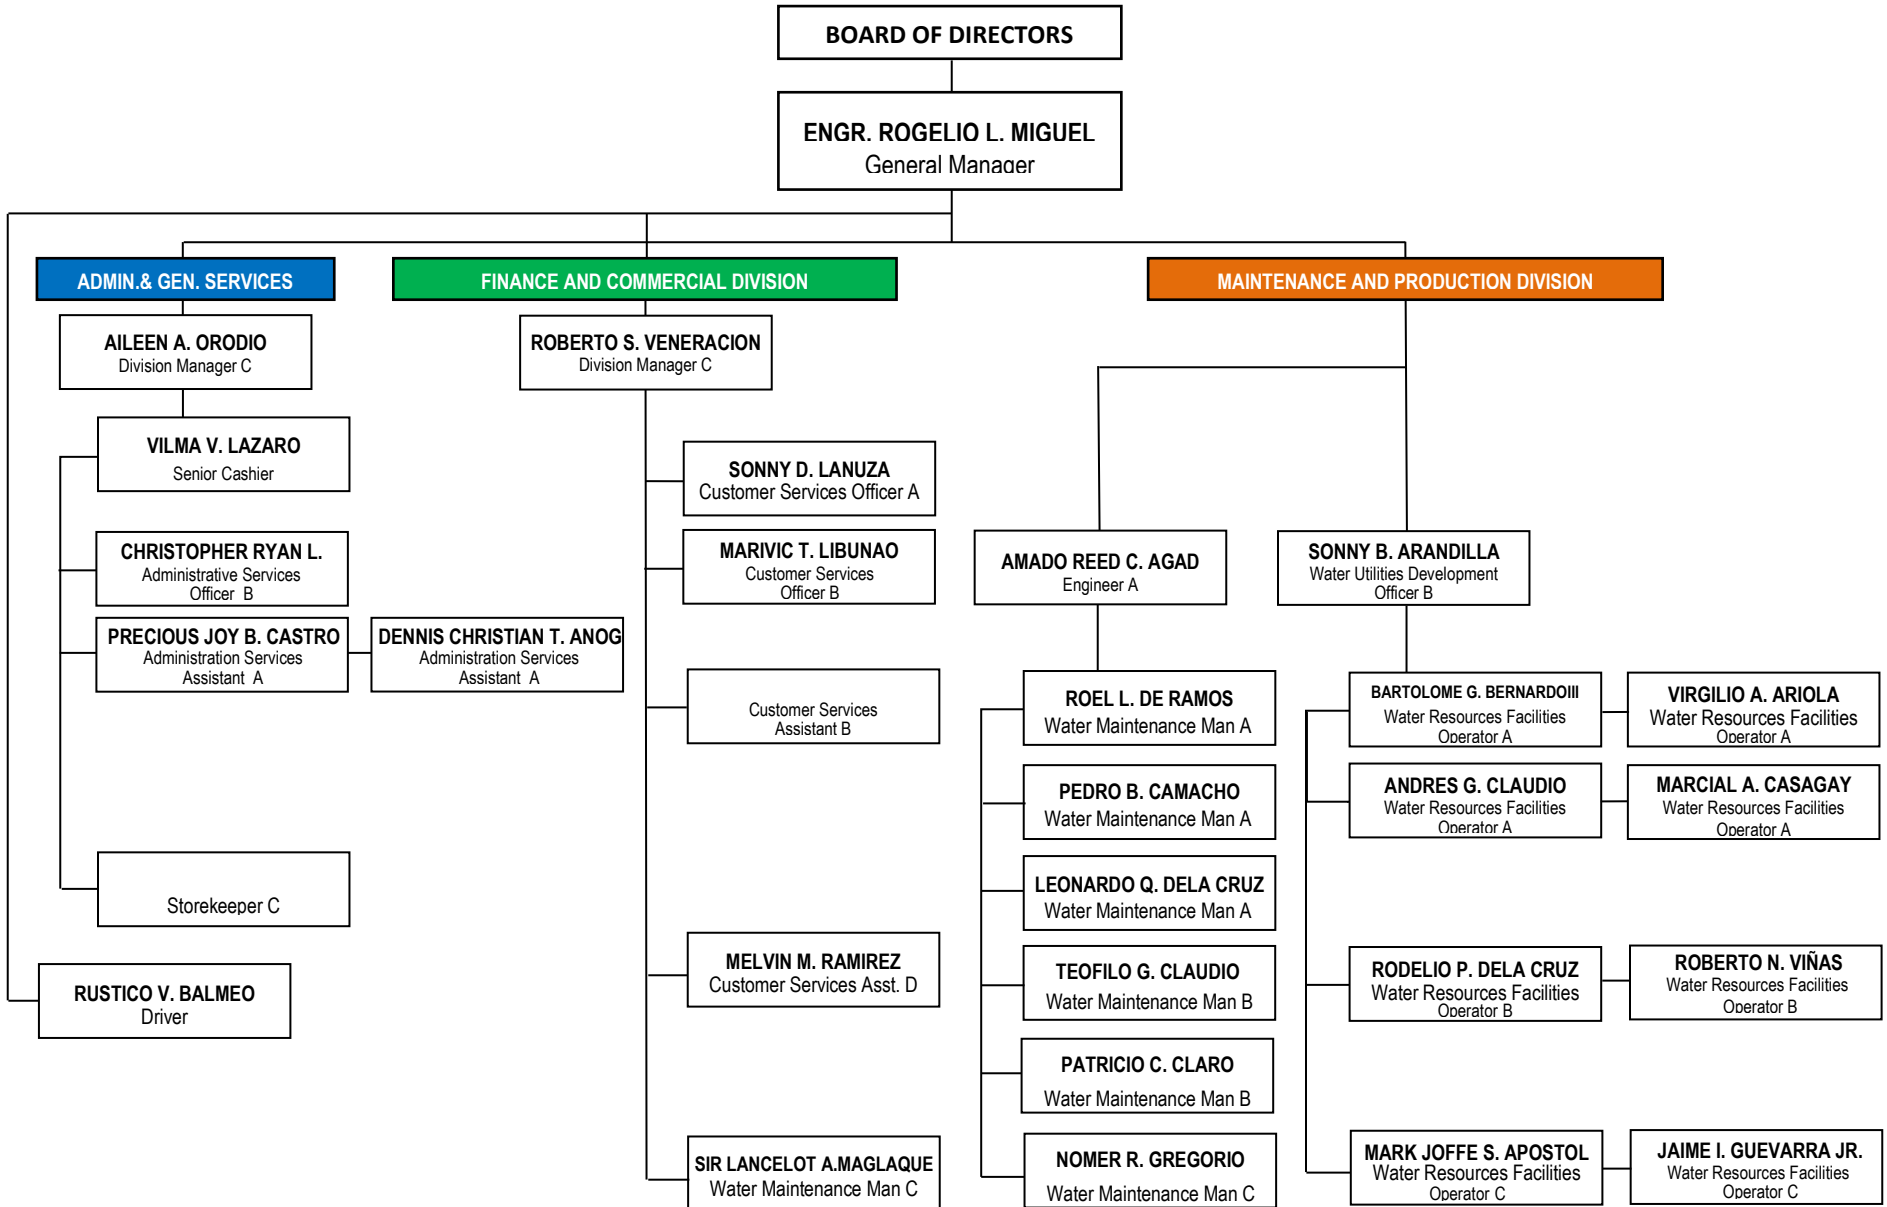 BOARD OF DIRECTORS
ENGR. ROGELIO L. MIGUEL
General Manager
ADMIN.& GEN. SERVICES
FINANCE AND COMMERCIAL DIVISION
MAINTENANCE AND PRODUCTION DIVISION
AILEEN A. ORODIO
Division Manager C
ROBERTO S. VENERACION
Division Manager C
VILMA V. LAZARO
Senior Cashier
CHRISTOPHER RYAN L.
Administrative Services
Officer B
PRECIOUS JOY B. CASTRO
Administration Services
Assistant A
DENNIS CHRISTIAN T. ANOG
Administration Services
Assistant A
Storekeeper C
RUSTICO V. BALMEO
Driver
SONNY D. LANUZA
Customer Services Officer A
MARIVIC T. LIBUNAO
Customer Services
Officer B
Customer Services
Assistant B
MELVIN M. RAMIREZ
Customer Services Asst. D
SIR LANCELOT A.MAGLAQUE
Water Maintenance Man C
AMADO REED C. AGAD
Engineer A
ROEL L. DE RAMOS
Water Maintenance Man A
PEDRO B. CAMACHO
Water Maintenance Man A
LEONARDO Q. DELA CRUZ
Water Maintenance Man A
TEOFILO G. CLAUDIO
Water Maintenance Man B
PATRICIO C. CLARO
Water Maintenance Man B
NOMER R. GREGORIO
Water Maintenance Man C
SONNY B. ARANDILLA
Water Utilities Development
Officer B
BARTOLOME G. BERNARDOIII
Water Resources Facilities
Operator A
VIRGILIO A. ARIOLA
Water Resources Facilities
Operator A
ANDRES G. CLAUDIO
Water Resources Facilities
Operator A
MARCIAL A. CASAGAY
Water Resources Facilities
Operator A
RODELIO P. DELA CRUZ
Water Resources Facilities
Operator B
ROBERTO N. VIÑAS
Water Resources Facilities
Operator B
MARK JOFFE S. APOSTOL
Water Resources Facilities
Operator C
JAIME I. GUEVARRA JR.
Water Resources Facilities
Operator C